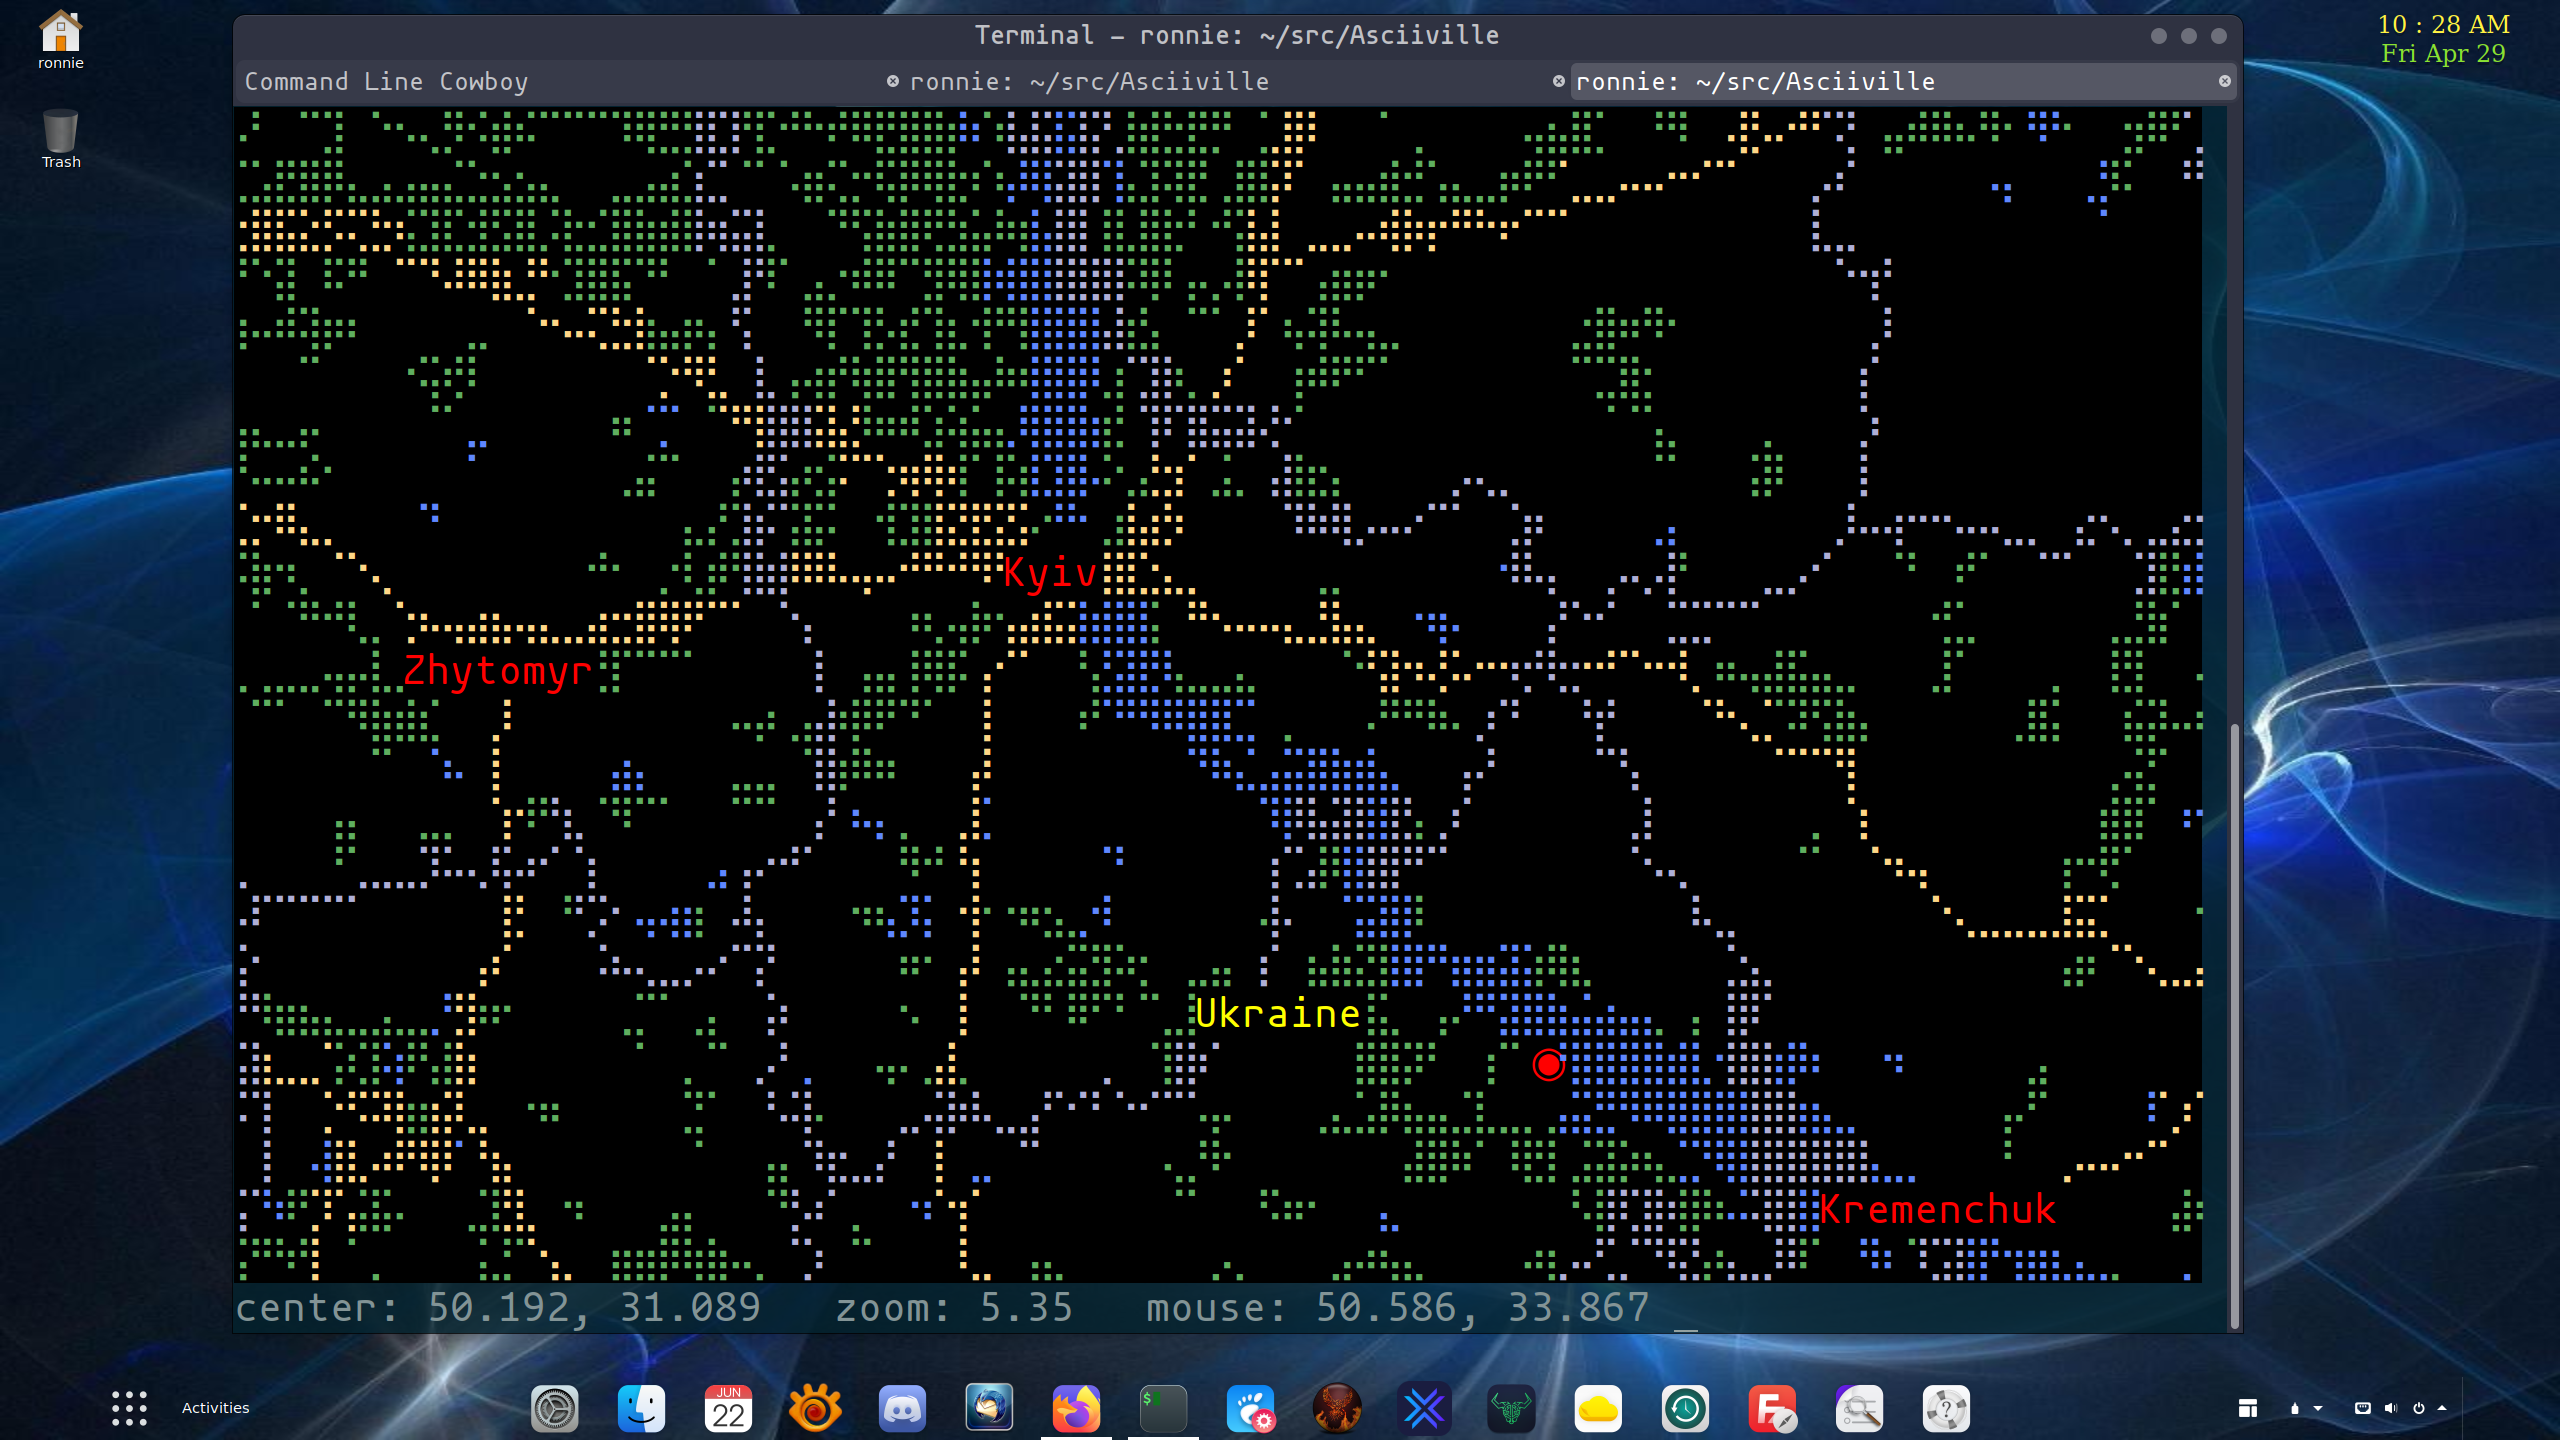 ronnie
Trash
Terminal – ronnie: ~/src/Asciiville
10 : 28 AM
Fri Apr 29
Command Line Cowboy
ronnie: ~/src/Asciiville
ronnie: ~/src/Asciiville
Kyiv
Zhytomyr
Ukraine
Kremenchuk
center: 50.192, 31.089 zoom: 5.35 mouse: 50.586, 33.867 _
Activities
JUN
22
$